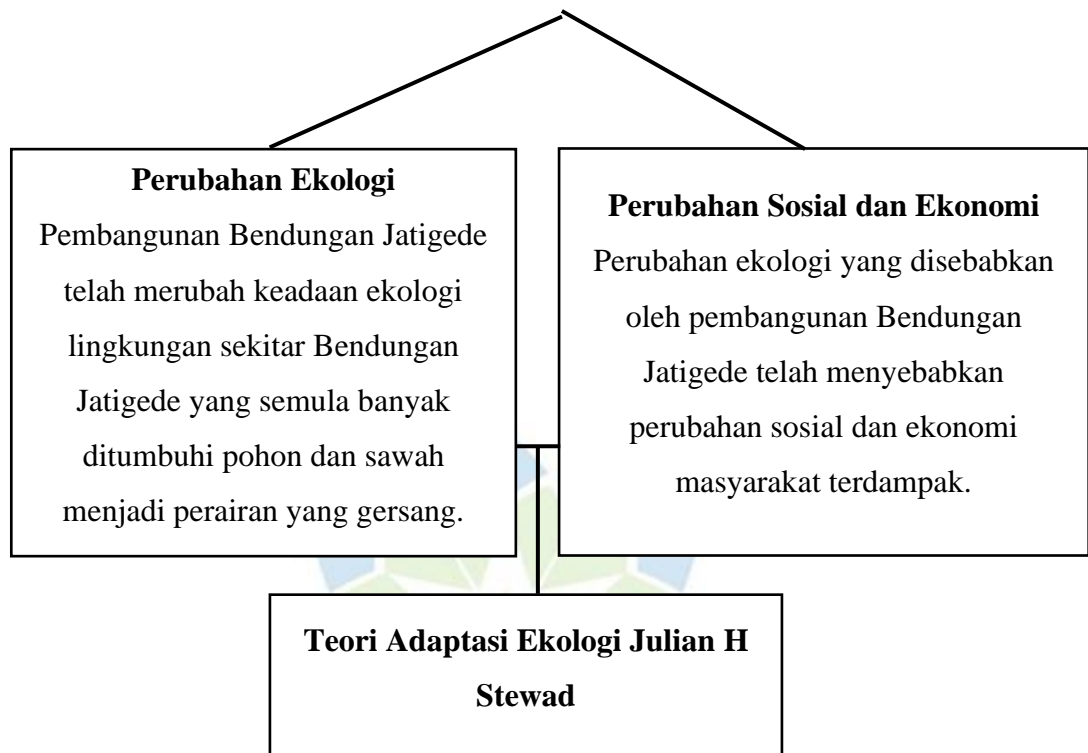 Perubahan Ekologi
Pembangunan Bendungan Jatigede
telah merubah keadaan ekologi
lingkungan sekitar Bendungan
Jatigede yang semula banyak
ditumbuhi pohon dan sawah
menjadi perairan yang gersang.
Perubahan Sosial dan Ekonomi
Perubahan ekologi yang disebabkan
oleh pembangunan Bendungan
Jatigede telah menyebabkan
perubahan sosial dan ekonomi
masyarakat terdampak.
Teori Adaptasi Ekologi Julian H
Stewad